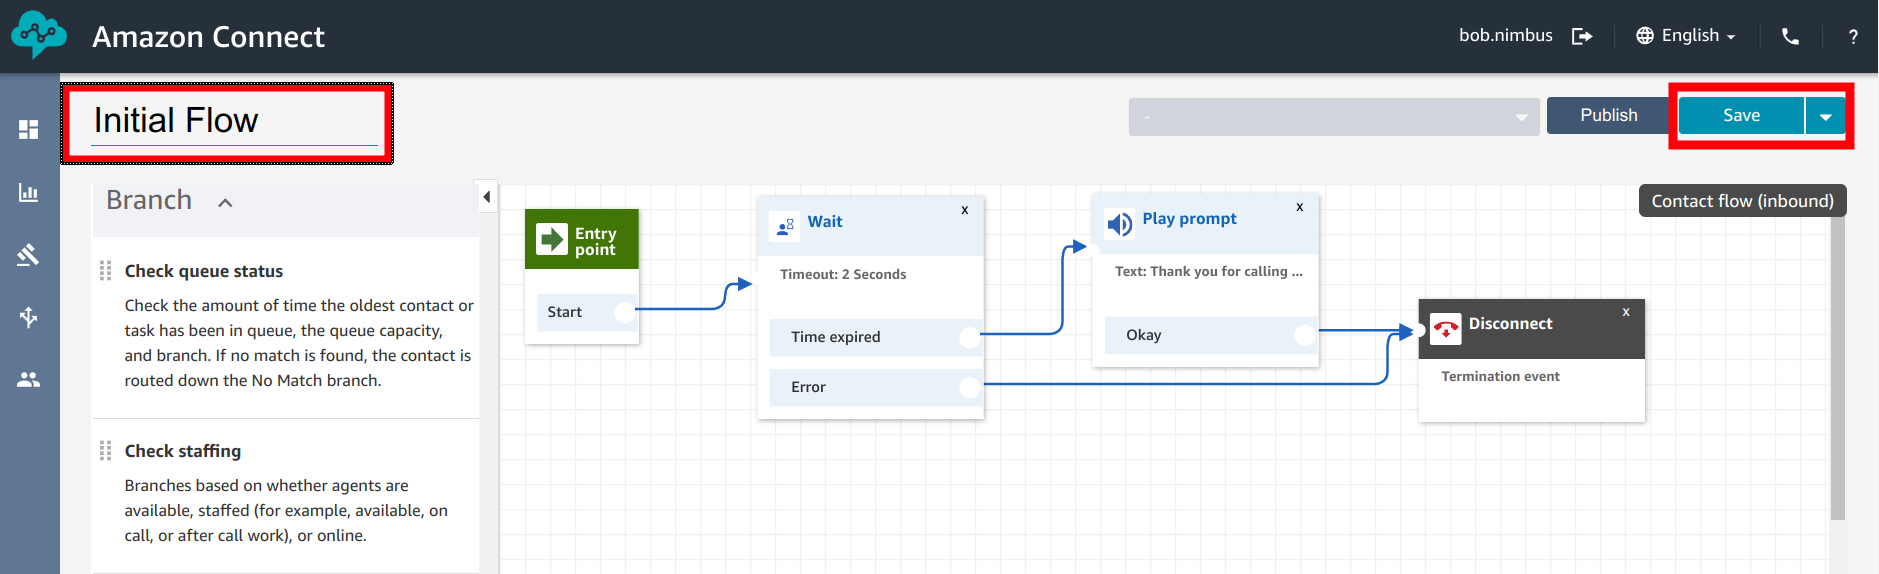 Amazon Connect
bob.nimbus
English
?
Initial Flow
-
Publish
Save
Branch
Contact flow (inbound)
Check queue status
Check the amount of time the oldest contact or
task has been in queue, the queue capacity,
and branch. If no match is found, the contact is
routed down the No Match branch.
Check staffing
Branches based on whether agents are
available, staffed (for example, available, on
call, or after call work), or online.
Entry
point
Start
Wait
x
Timeout: 2 Seconds
Time expired
Error
Play prompt
x
Text: Thank you for calling ...
Okay
Disconnect
x
Termination event